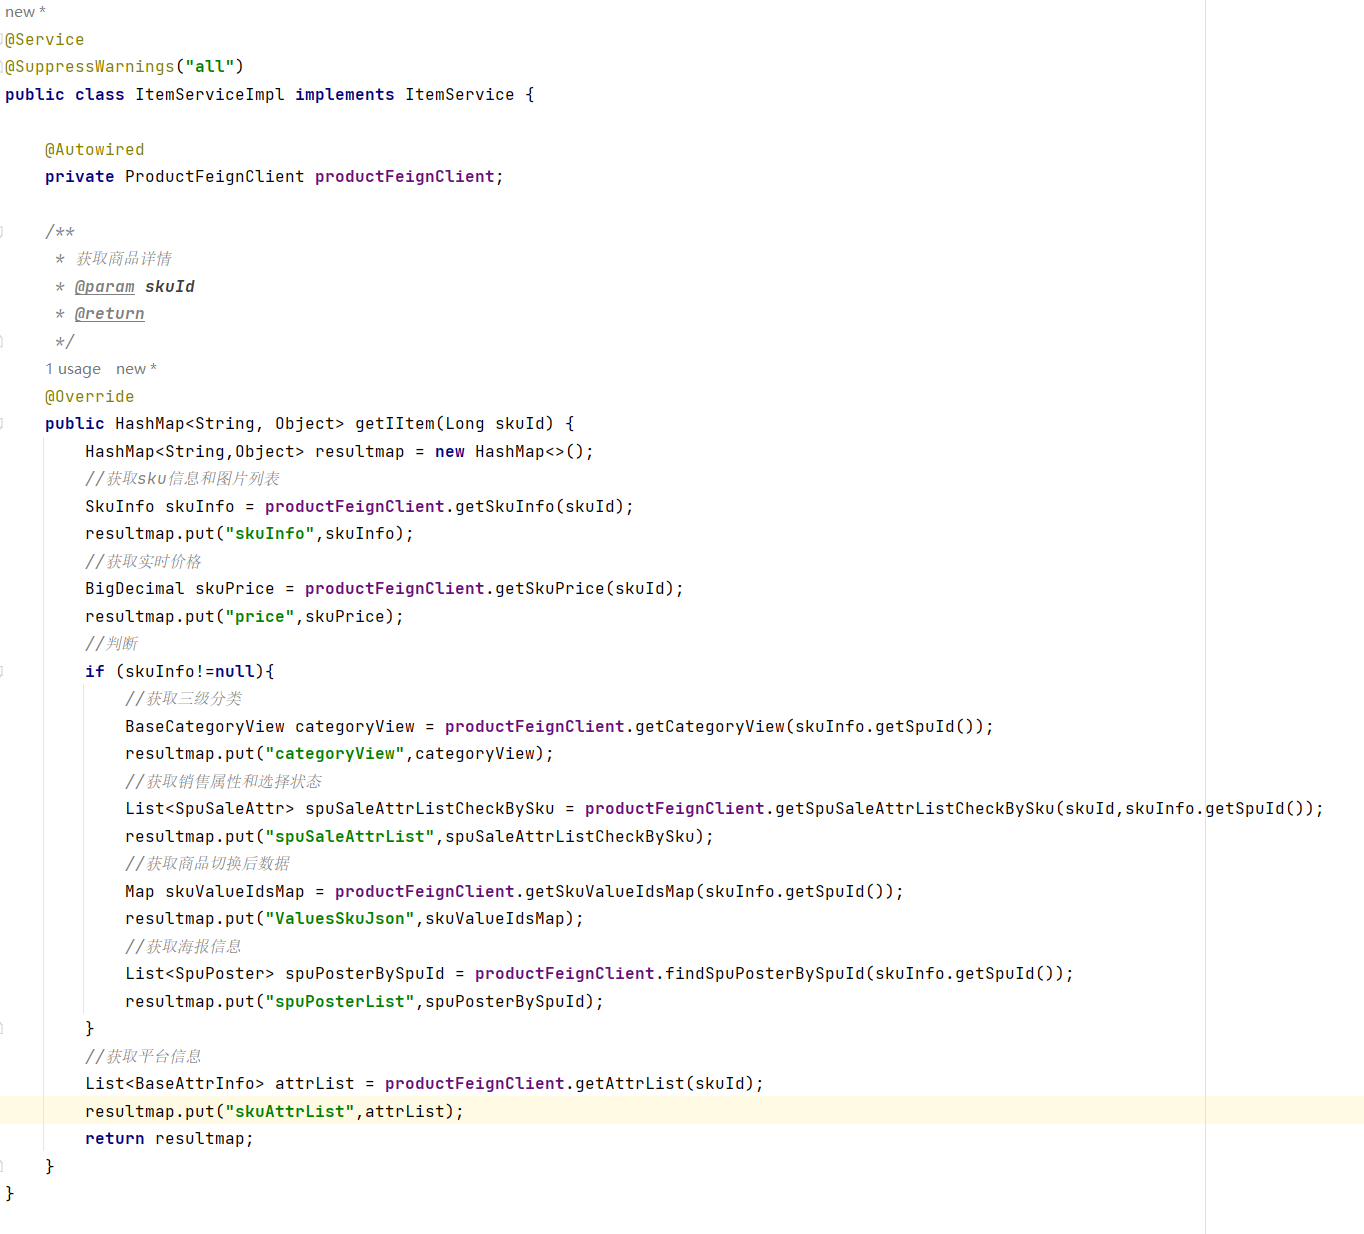 new *
@Service
@SuppressWarnings("all")
public class ItemServiceImpl implements ItemService {
@Autowired
private ProductFeignClient productFeignClient;
/**
* 获取商品详情
* @param skuId
* @return
*/
1 usage new *
@Override
public HashMap<String, Object> getIItem(Long skuId) {
HashMap<String,Object> resultmap = new HashMap<>();
//获取sku信息和图片列表
SkuInfo skuInfo = productFeignClient.getSkuInfo(skuId);
resultmap.put("skuInfo",skuInfo);
//获取实时价格
BigDecimal skuPrice = productFeignClient.getSkuPrice(skuId);
resultmap.put("price",skuPrice);
//判断
if (skuInfo!=null){
//获取三级分类
BaseCategoryView categoryView = productFeignClient.getCategoryView(skuInfo.getSpuId());
resultmap.put("categoryView",categoryView);
//获取销售属性和选择状态
List<SpuSaleAttr> spuSaleAttrListCheckBySku = productFeignClient.getSpuSaleAttrListCheckBySku(skuId,skuInfo.getSpuId());
resultmap.put("spuSaleAttrList",spuSaleAttrListCheckBySku);
//获取商品切换后数据
Map skuValueIdsMap = productFeignClient.getSkuValueIdsMap(skuInfo.getSpuId());
resultmap.put("ValuesSkuJson",skuValueIdsMap);
//获取海报信息
List<SpuPoster> spuPosterBySpuId = productFeignClient.findSpuPosterBySpuId(skuInfo.getSpuId());
resultmap.put("spuPosterList",spuPosterBySpuId);
}
//获取平台信息
List<BaseAttrInfo> attrList = productFeignClient.getAttrList(skuId);
resultmap.put("skuAttrList",attrList);
return resultmap;
}
}